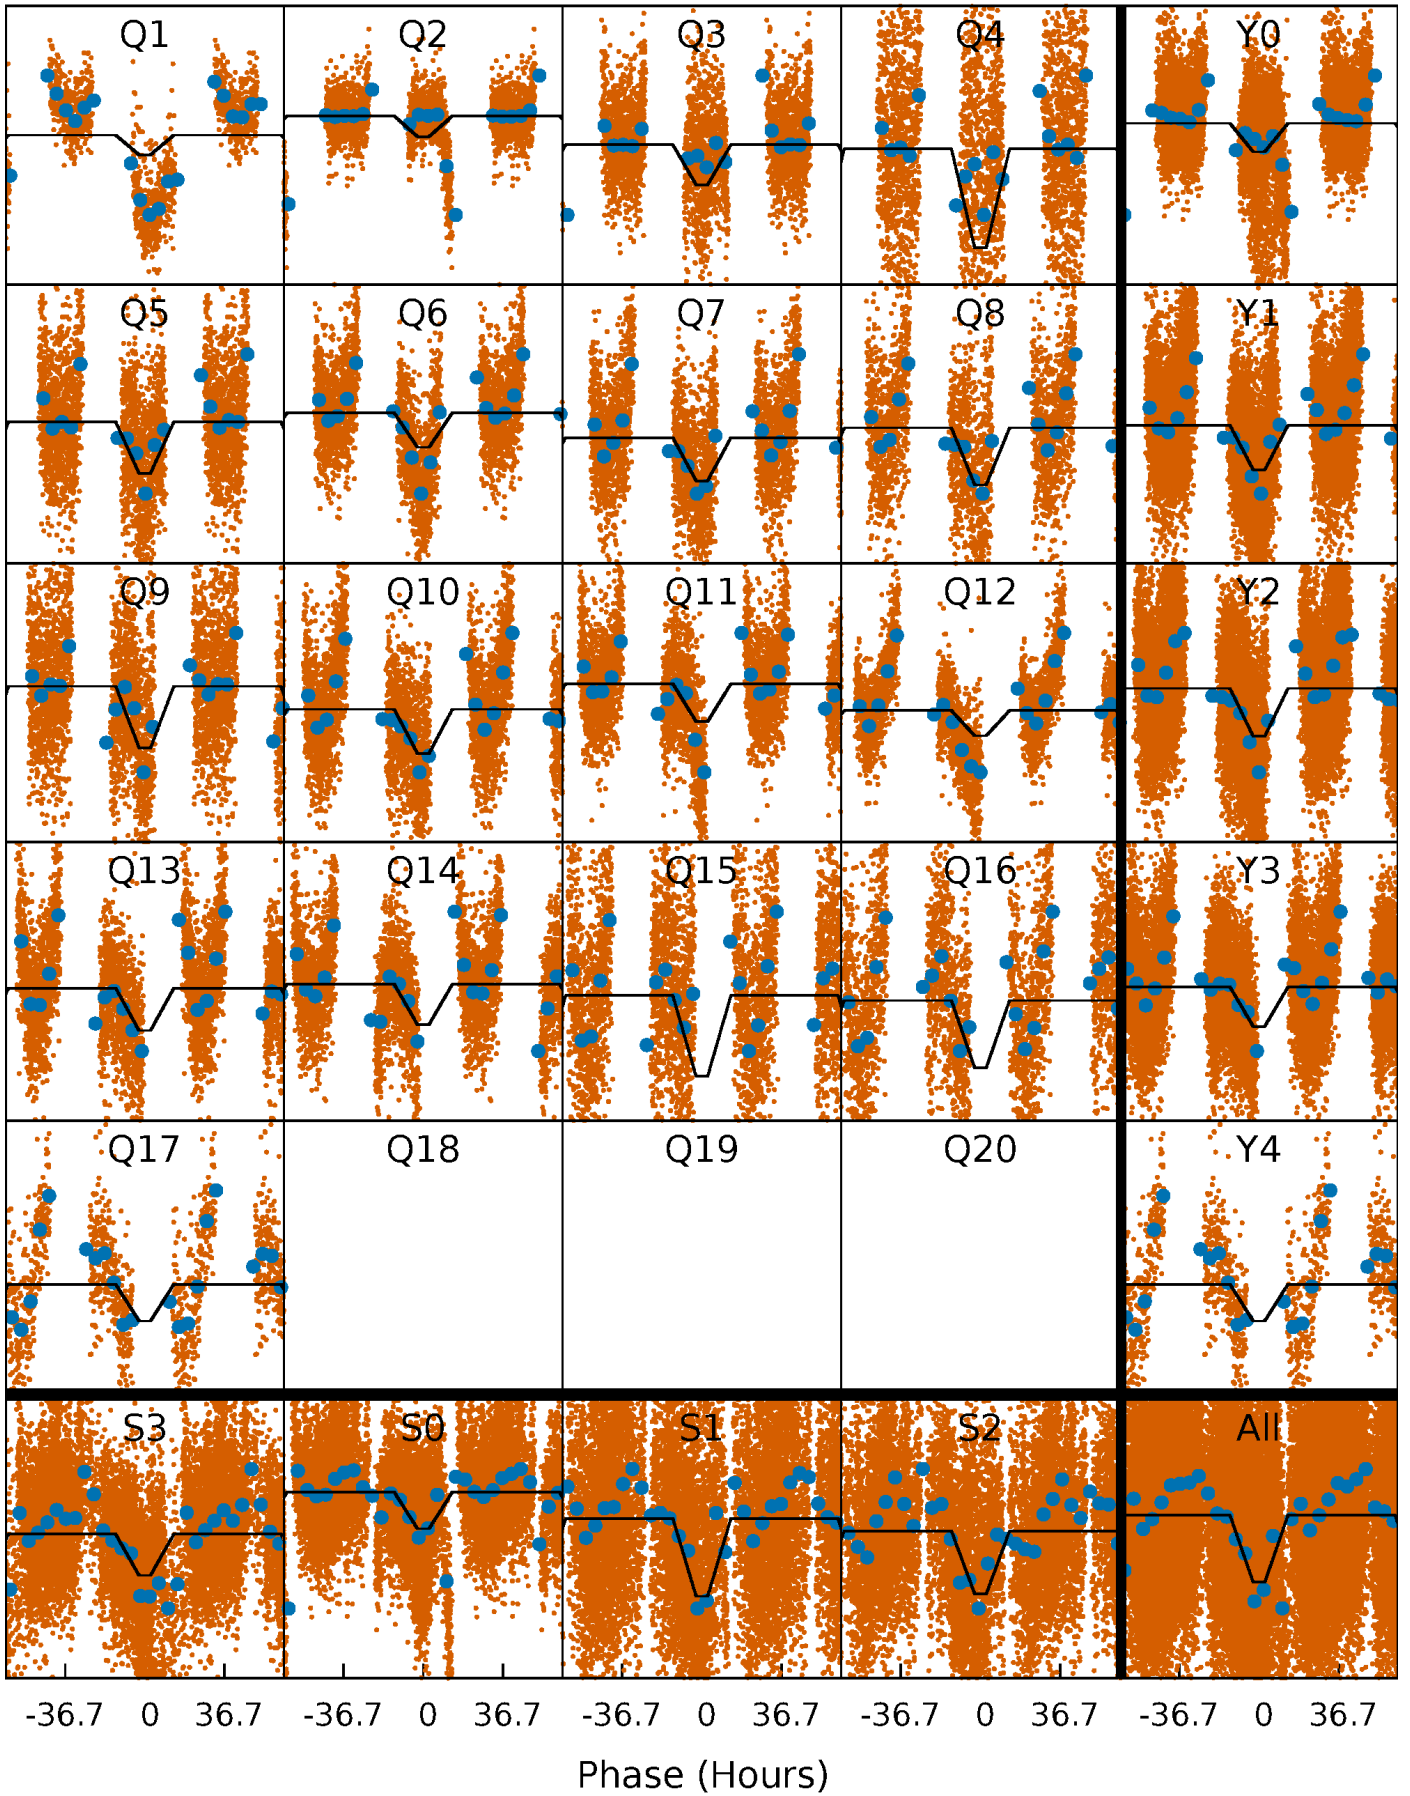 Q1 Q2 Q3 Q4 Y0
Q5 Q6 Q7 Q8 Y1
Q9 Q10 Q11 Q12 Y2
Q13 Q14 Q15 Q16 Y3
Q17 Q18 Q19 Q20 Y4
S3 S0 S1 S2 All
-36.7 0 36.7 -36.7 0 36.7 -36.7 0 36.7 -36.7 0 36.7 -36.7 0 36.7
Phase (Hours)